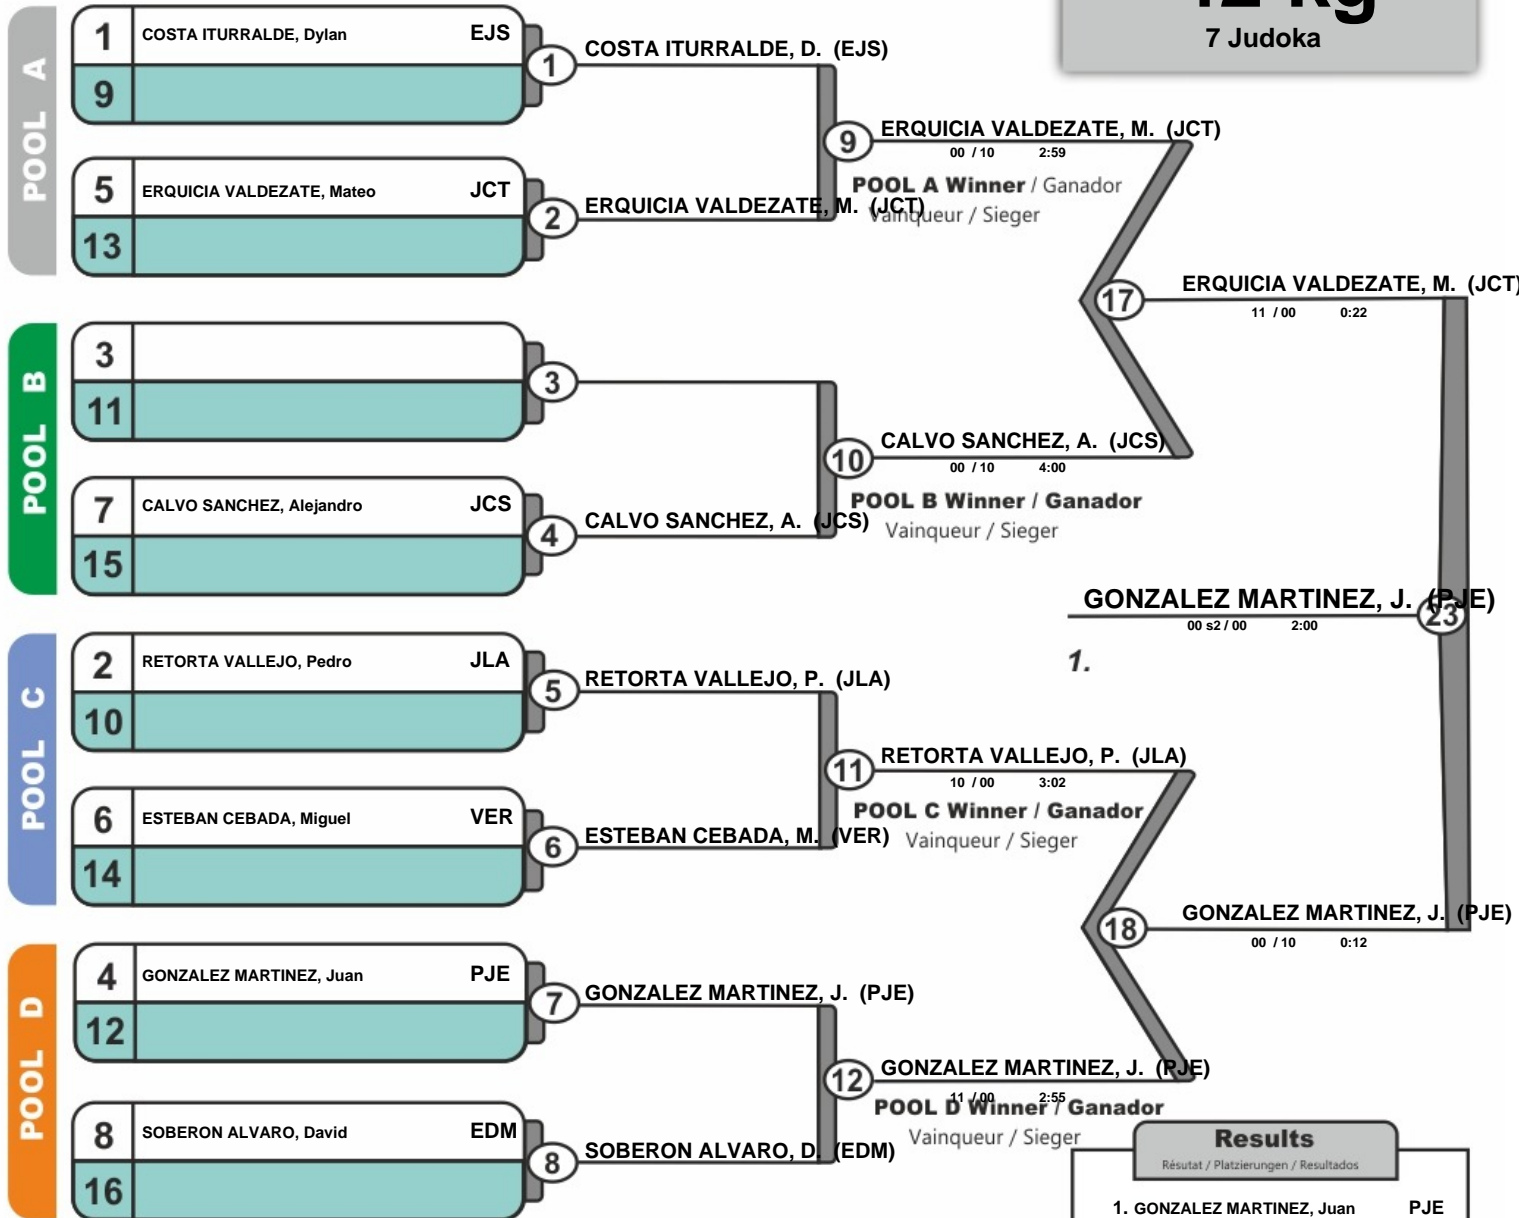 kg
7 Judoka
POOL A
1 COSTA ITURRALDE, Dylan EJS
9
1
COSTA ITURRALDE, D. (EJS)
5 ERQUICIA VALDEZATE, Mateo JCT
13
2
ERQUICIA VALDEZATE, M. (JCT)
9
ERQUICIA VALDEZATE, M. (JCT)
00 / 10 2:59
POOL A Winner / Ganador
Vainqueur / Sieger
POOL B
3
11
3
7 CALVO SANCHEZ, Alejandro JCS
15
4
CALVO SANCHEZ, A. (JCS)
10
CALVO SANCHEZ, A. (JCS)
00 / 10 4:00
POOL B Winner / Ganador
Vainqueur / Sieger
17
ERQUICIA VALDEZATE, M. (JCT)
11 / 00 0:22
GONZALEZ MARTINEZ, J. (PJE)
23
00 s2 / 00 2:00
1.
POOL C
2 RETORTA VALLEJO, Pedro JLA
10
5
RETORTA VALLEJO, P. (JLA)
6 ESTEBAN CEBADA, Miguel VER
14
6
ESTEBAN CEBADA, M. (VER)
11
RETORTA VALLEJO, P. (JLA)
10 / 00 3:02
POOL C Winner / Ganador
Vainqueur / Sieger
18
GONZALEZ MARTINEZ, J. (PJE)
00 / 10 0:12
POOL D
4 GONZALEZ MARTINEZ, Juan PJE
12
7
GONZALEZ MARTINEZ, J. (PJE)
8 SOBERON ALVARO, David EDM
16
8
SOBERON ALVARO, D. (EDM)
12
GONZALEZ MARTINEZ, J. (PJE)
11 / 00 2:55
POOL D Winner / Ganador
Vainqueur / Sieger
Results
Résutat / Platzierungen / Resultados
1. GONZALEZ MARTINEZ, Juan PJE